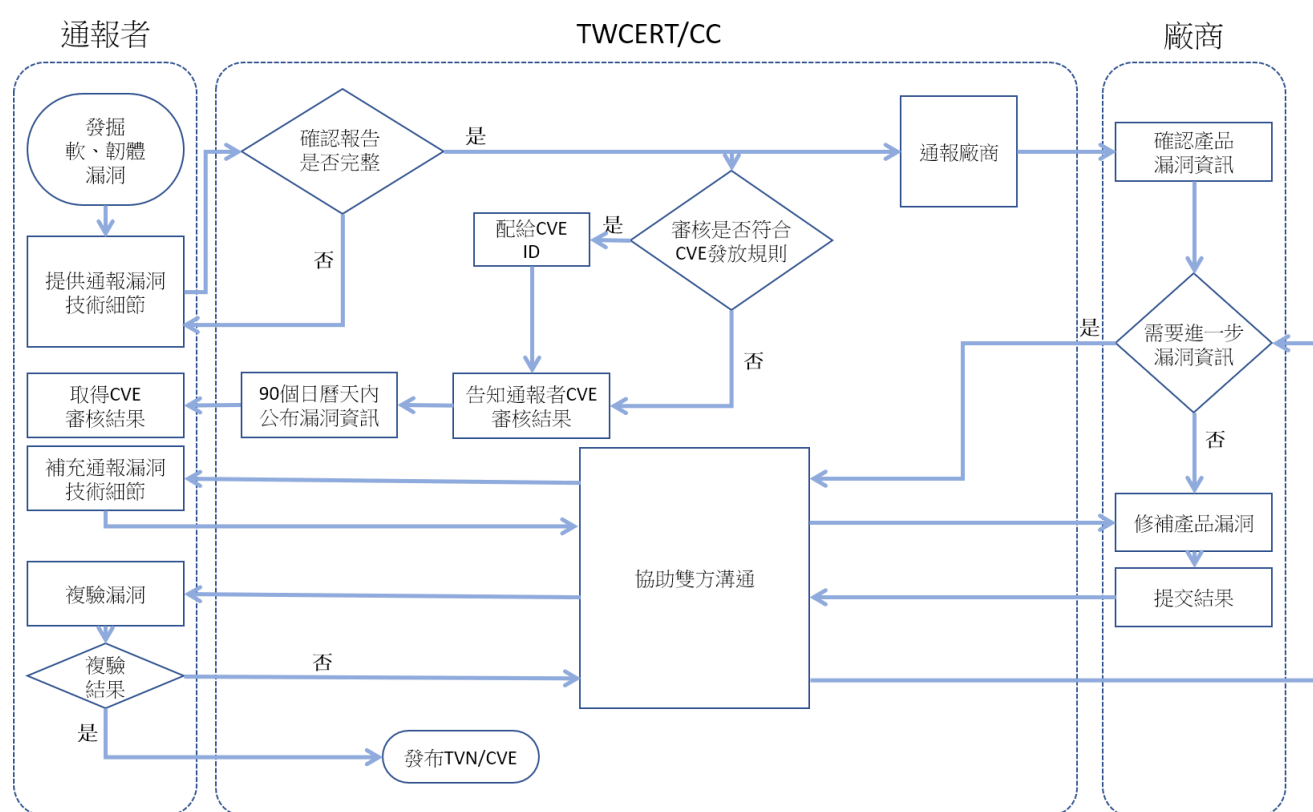 通報者
TWCERT/CC
廠商
發掘
軟、韌體
漏洞
確認報告
是否完整
是
通報廠商
確認產品
漏洞資訊
提供通報漏洞
技術細節
否
配給CVE
ID
是
審核是否符合
CVE發放規則
是
需要進一步
漏洞資訊
取得CVE
審核結果
90個日曆天內
公布漏洞資訊
告知通報者CVE
審核結果
否
否
補充通報漏洞
技術細節
修補產品漏洞
協助雙方溝通
複驗漏洞
提交結果
複驗
結果
否
是
發布TVN/CVE